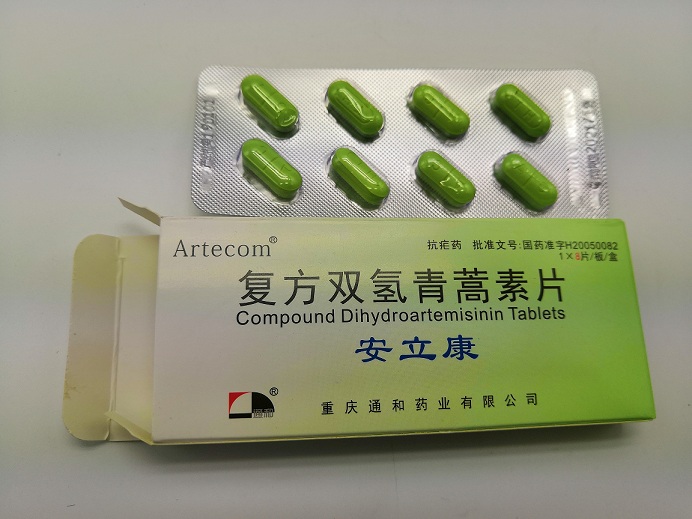 Artecom®
抗疟药 批准文号:国药准字H20050082
1×8片/板/盒
复方双氢青蒿素片
Compound Dihydroartemisinin Tablets
安立康
®
重庆通和药业有限公司